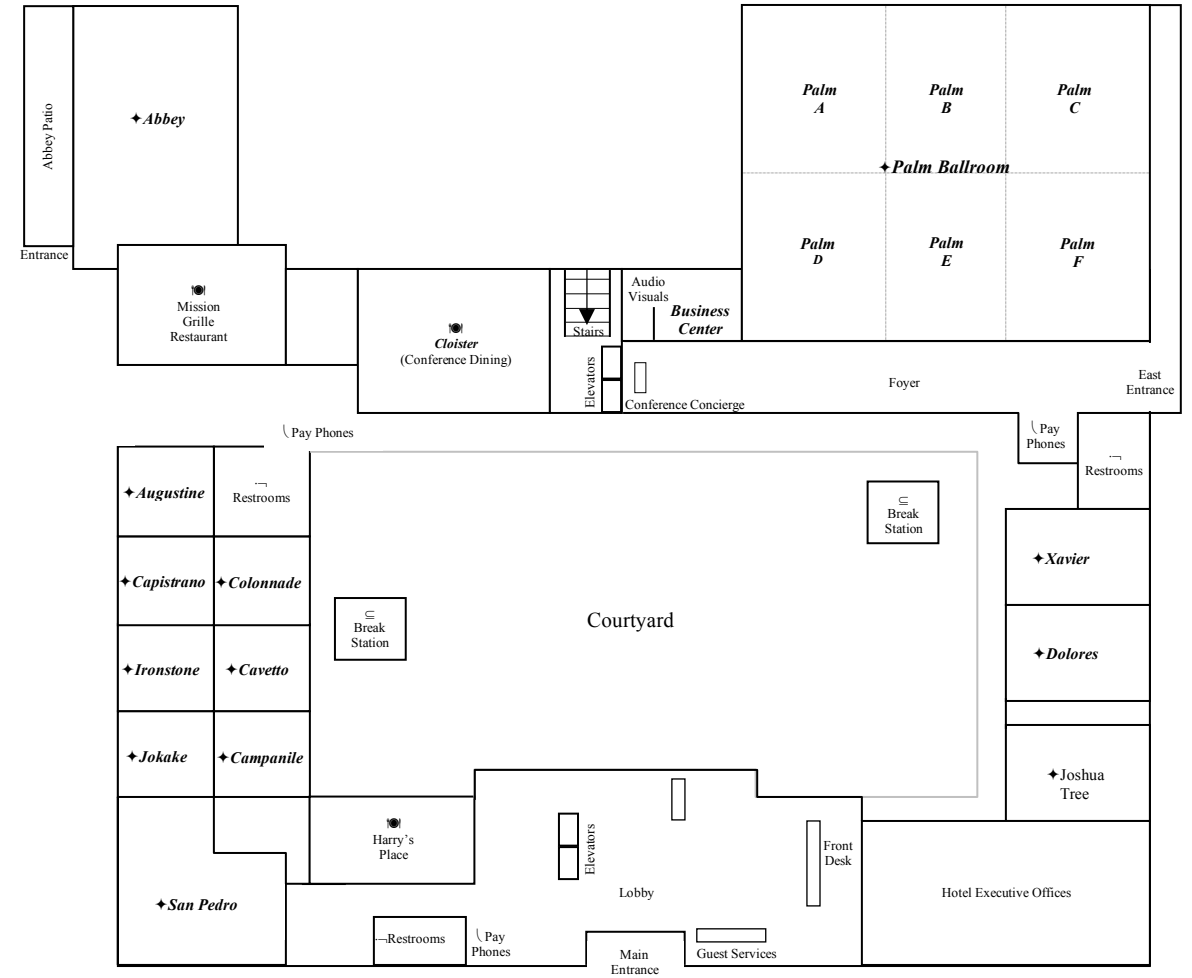 Abbey Patio
✦Abbey
Entrance
Palm
A
Palm
B
Palm
C
✦Palm Ballroom
Palm
D
Palm
E
Palm
F
Mission
Grille
Restaurant
Cloister
(Conference Dining)
Stairs
Elevators
Audio
Visuals
Business
Center
Conference Concierge
Foyer
East
Entrance
Pay Phones
Pay
Phones
Restrooms
✦Augustine
Restrooms
✦Capistrano
✦Colonnade
✦Ironstone
✦Cavetto
✦Jokake
✦Campanile
⊆
Break
Station
Courtyard
⊆
Break
Station
✦Xavier
✦Dolores
✦Joshua
Tree
Harry's
Place
Elevators
Lobby
Front
Desk
Hotel Executive Offices
✦San Pedro
Restrooms
Pay
Phones
Main
Entrance
Guest Services